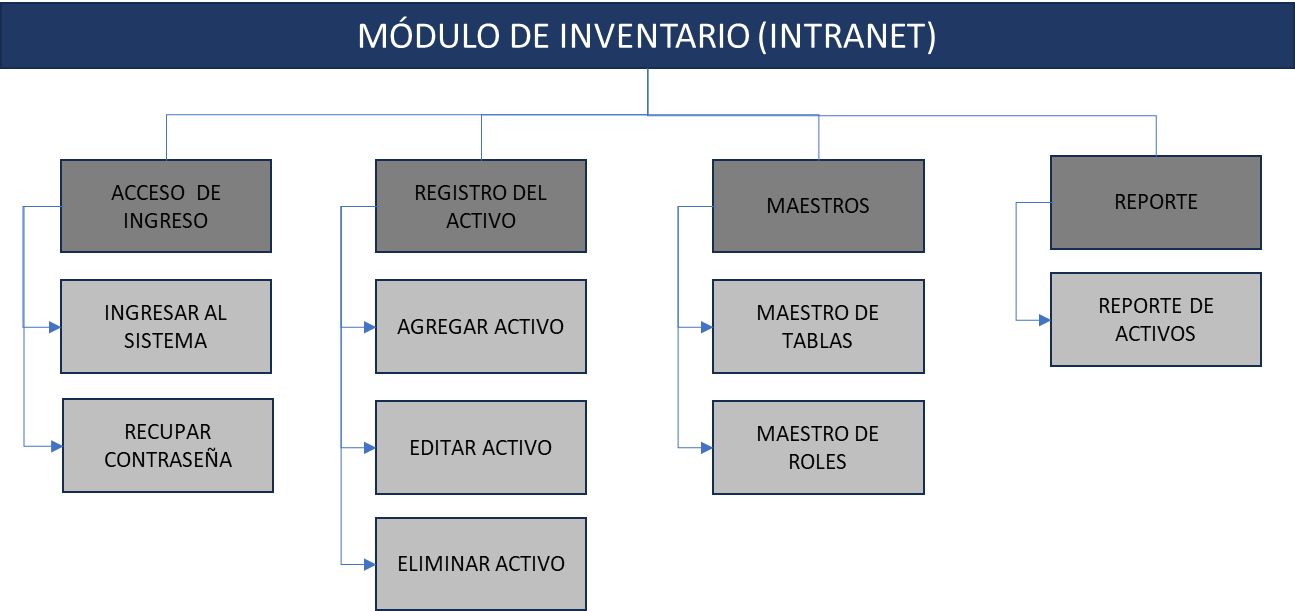 MÓDULO DE INVENTARIO (INTRANET)
ACCESO DE
INGRESO
INGRESAR AL
SISTEMA
RECUPAR
CONTRASEÑA
REGISTRO DEL
ACTIVO
AGREGAR ACTIVO
EDITAR ACTIVO
ELIMINAR ACTIVO
MAESTROS
MAESTRO DE
TABLAS
MAESTRO DE
ROLES
REPORTE
REPORTE DE
ACTIVOS